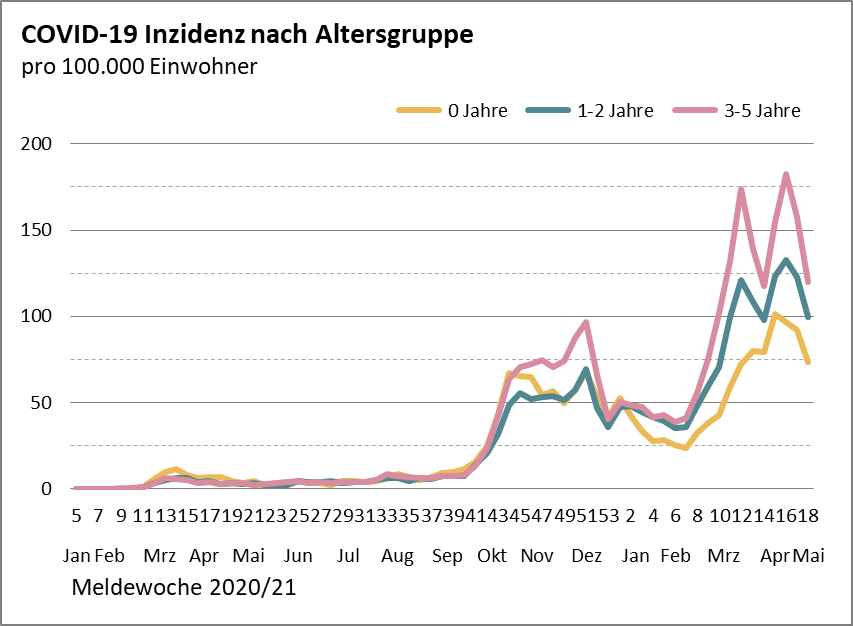 COVID-19 Inzidenz nach Altersgruppe
pro 100.000 Einwohner
0 Jahre 1-2 Jahre 3-5 Jahre
200
150
100
50
0
5 7 9 11 13 15 17 19 21 23 25 27 29 31 33 35 37 39 41 43 45 47 49 51 53 2 4 6 8 10 12 14 16 18
Jan Feb Mrz Apr Mai Jun Jul Aug Sep Okt Nov Dez Jan Feb Mrz Apr Mai
Meldewoche 2020/21